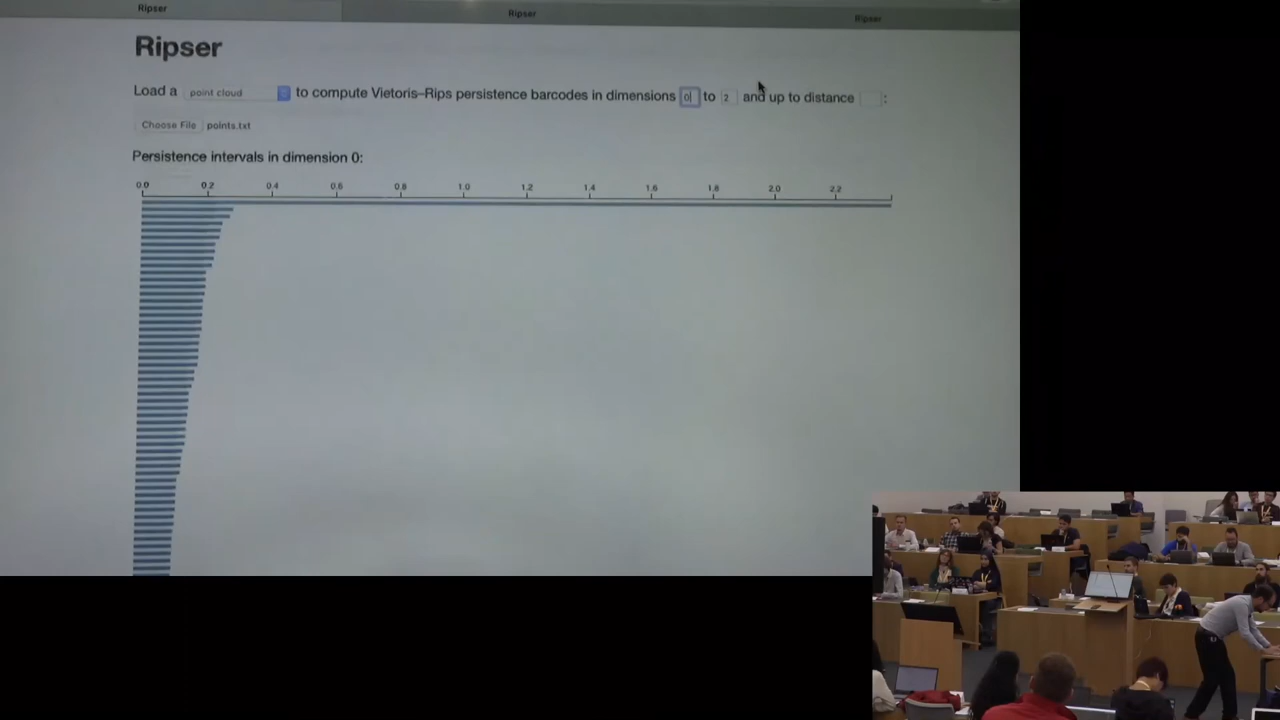 Ripser Ripser Ripser
Ripser
Load a point cloud to compute Vietoris–Rips persistence barcodes in dimensions 0 to 2 and up to distance :
Choose File points.txt
Persistence intervals in dimension 0:
0.0 0.2 0.4 0.6 0.8 1.0 1.2 1.4 1.6 1.8 2.0 2.2